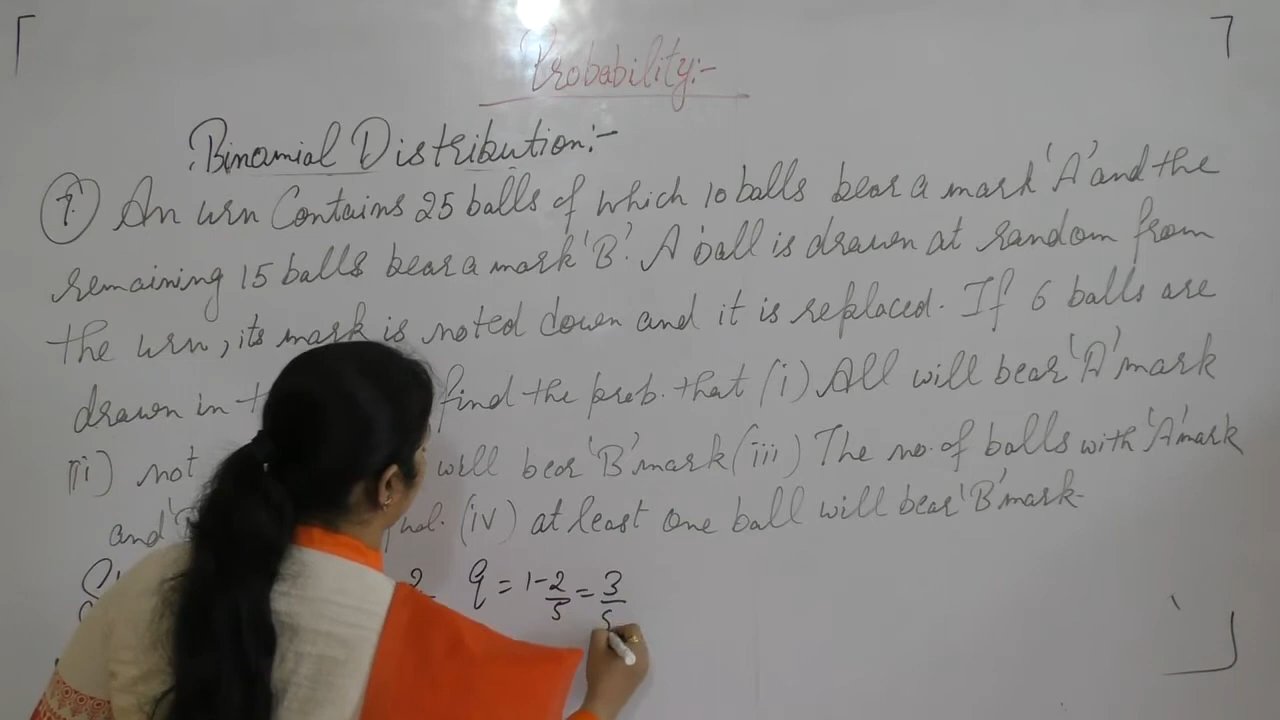 Probability:-
Binamial Distribution:-
9. An urn Contains 25 balls of which 10 balls bear a mark 'A' and the
remaining 15 balls bear a mark 'B'. A ball is drawn at random from
the urn, its mark is noted down and it is replaced. If 6 balls are
drawn in find the prob. that (i) All will bear 'A' mark
ii) not will bear 'B' mark (iii) The no. of balls with 'A' mark
and (iv) at least one ball will bear 'B' mark.
2 q = 1-2/5 = 3/5